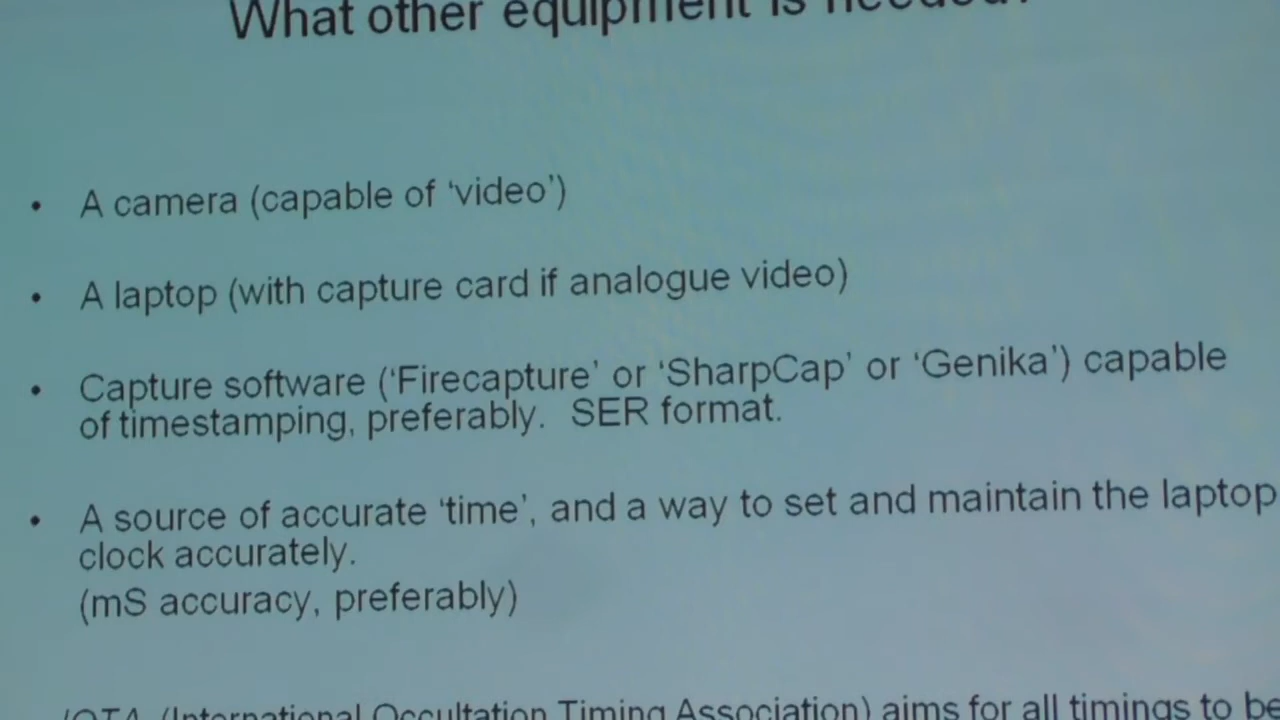 What other equipment is needed?
• A camera (capable of ‘video’)
• A laptop (with capture card if analogue video)
• Capture software (‘Firecapture’ or ‘SharpCap’ or ‘Genika’) capable
of timestamping, preferably. SER format.
• A source of accurate ‘time’, and a way to set and maintain the laptop
clock accurately.
(mS accuracy, preferably)
IOTA (International Occultation Timing Association) aims for all timings to be